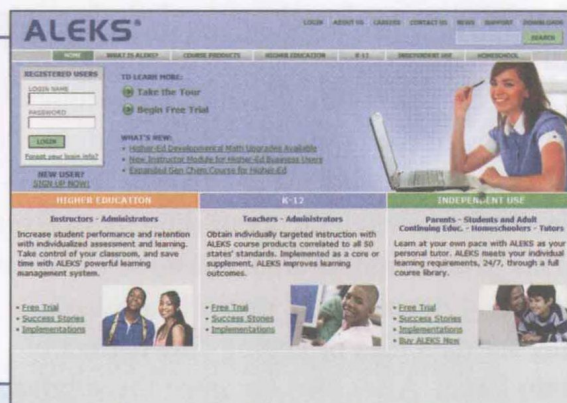 ALEKS®
LOGIN ABOUT US CAREERS CONTACT US NEWS SUPPORT DOWNLOADS
SEARCH
HOME WHAT IS ALEKS? COURSE PRODUCTS HIGHER EDUCATION K-12 INDEPENDENT USE HOMESCHOOL
REGISTERED USERS
LOGIN NAME
PASSWORD
LOGIN
Forgot your login info?
NEW USER?
SIGN UP NOW!
TO LEARN MORE:
Take the Tour
Begin Free Trial
WHAT'S NEW:
• Higher-Ed Developmental Math Upgrades Available
• New Instructor Module for Higher-Ed Business Users
• Expanded Gen Chem Course for Higher-Ed
HIGHER EDUCATION
Instructors - Administrators
Increase student performance and retention
with individualized assessment and learning.
Take control of your classroom, and save
time with ALEKS' powerful learning
management system.
• Free Trial
• Success Stories
• Implementations
K-12
Teachers - Administrators
Obtain individually targeted instruction with
ALEKS course products correlated to all 50
states' standards. Implemented as a core or
supplement, ALEKS improves learning
outcomes.
• Free Trial
• Success Stories
• Implementations
INDEPENDENT USE
Parents - Students and Adult
Continuing Educ. - Homeschoolers - Tutors
Learn at your own pace with ALEKS as your
personal tutor. ALEKS meets your individual
learning requirements, 24/7, through a full
course library.
• Free Trial
• Success Stories
• Implementations
• Buy ALEKS Now